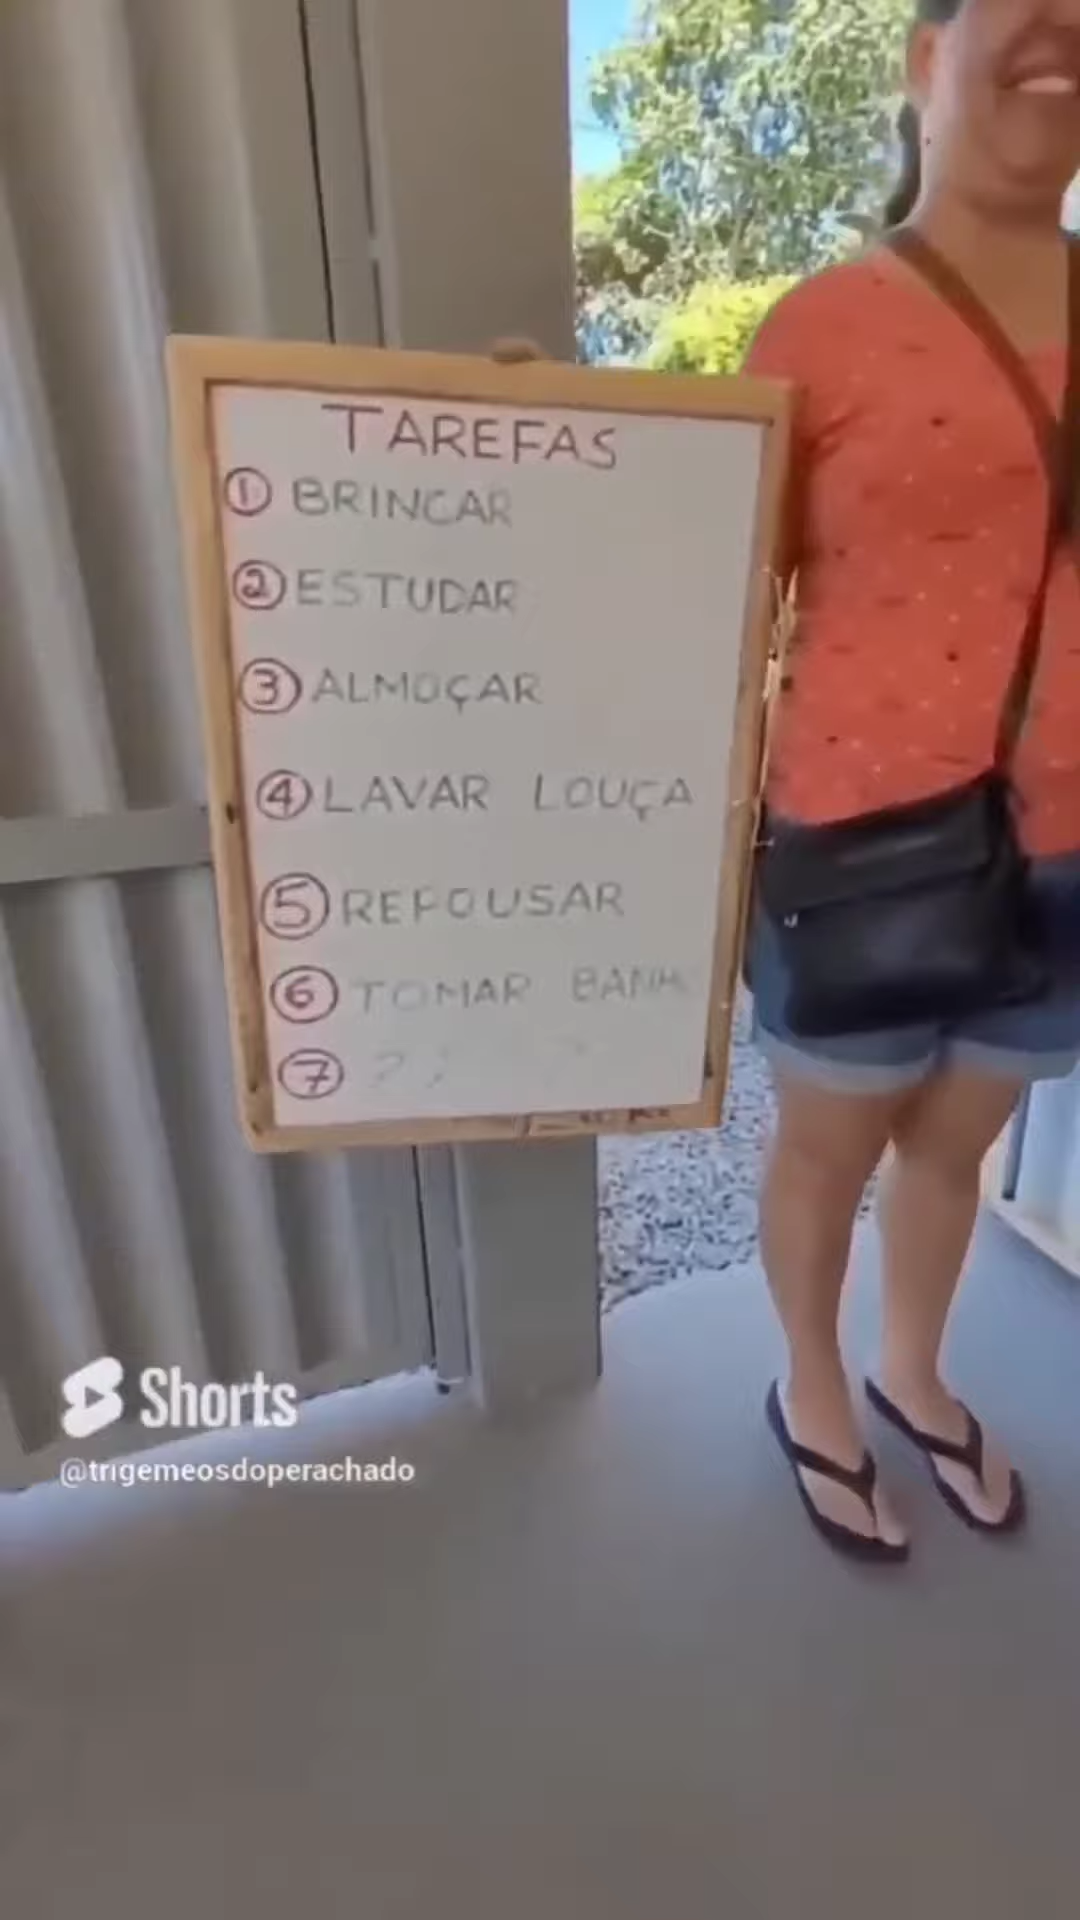 TAREFAS
① BRINCAR
② ESTUDAR
③ ALMOÇAR
④ LAVAR LOUÇA
⑤ REPOUSAR
⑥ TOMAR
⑦
Shorts
@trigemeosdoperachado